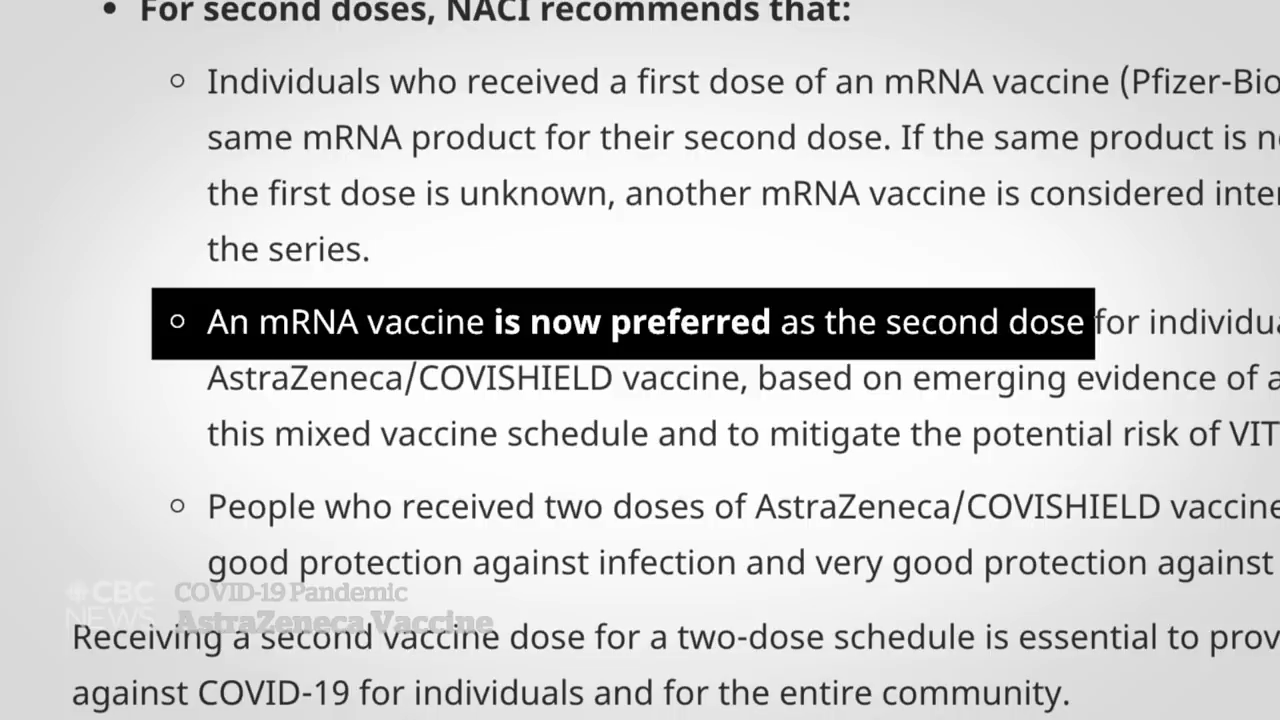 For second doses, NACI recommends that:
Individuals who received a first dose of an mRNA vaccine (Pfizer-Bio
same mRNA product for their second dose. If the same product is
the first dose is unknown, another mRNA vaccine is considered
the series.
An mRNA vaccine is now preferred as the second dose for
AstraZeneca/COVISHIELD vaccine, based on emerging evidence of
this mixed vaccine schedule and to mitigate the potential risk of
People who received two doses of AstraZeneca/COVISHIELD vaccine
good protection against infection and very good protection against
CBC NEWS
COVID-19 Pandemic
AstraZeneca Vaccine
Receiving a second vaccine dose for a two-dose schedule is essential to
against COVID-19 for individuals and for the entire community.